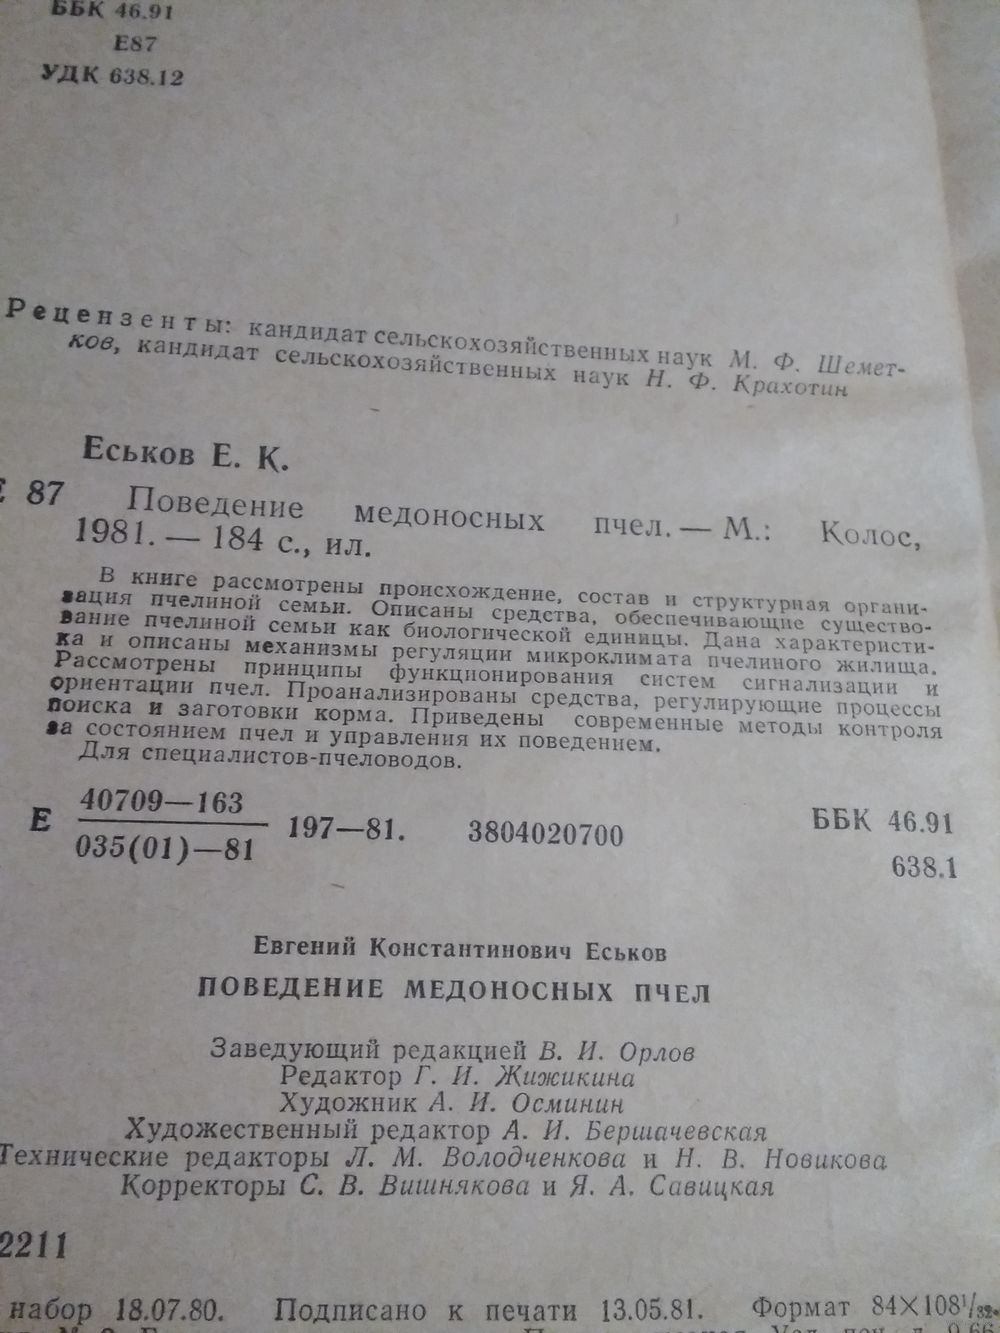 ББК 46.91
Е87
УДК 638.12
Рецензенты: кандидат сельскохозяйственных наук М. Ф. Шемет-
ков, кандидат сельскохозяйственных наук Н. Ф. Крахотин
Еськов Е. К.
Е 87 Поведение медоносных пчел. — М.: Колос,
1981. — 184 с., ил.
В книге рассмотрены происхождение, состав и структурная органи-
зация пчелиной семьи. Описаны средства, обеспечивающие существо-
вание пчелиной семьи как биологической единицы. Дана характеристи-
ка и описаны механизмы регуляции микроклимата пчелиного жилища.
Рассмотрены принципы функционирования систем сигнализации и
ориентации пчел. Проанализированы средства, регулирующие процессы
поиска и заготовки корма. Приведены современные методы контроля
за состоянием пчел и управления их поведением.
Для специалистов-пчеловодов.
Е 40709—163
035(01)—81 197—81. 3804020700 ББК 46.91
638.1
Евгений Константинович Еськов
ПОВЕДЕНИЕ МЕДОНОСНЫХ ПЧЕЛ
Заведующий редакцией В. И. Орлов
Редактор Г. И. Жижикина
Художник А. И. Осминин
Художественный редактор А. И. Бершачевская
Технические редакторы Л. М. Володченкова и Н. В. Новикова
Корректоры С. В. Вишнякова и Я. А. Савицкая
2211
набор 18.07.80. Подписано к печати 13.05.81. Формат 84×108¹/₃₂.